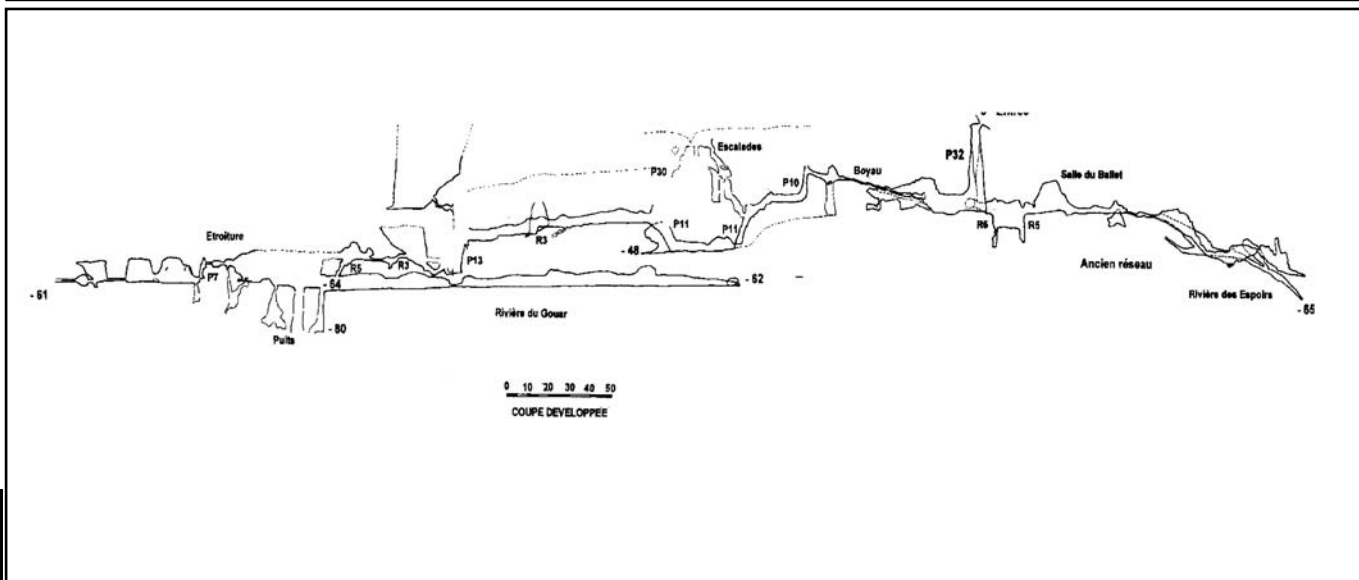 Entrée
Escalades
P32
P30
P10
Boyau
Salle du Ballet
P11
P11
R6
R5
R3
Etroiture
- 48
Ancien réseau
P13
R5
R3
P7
- 64
- 62
- 61
Rivière des Espoirs
- 65
Rivière du Gouar
- 80
Puits
0 10 20 30 40 50
COUPE DEVELOPPEE